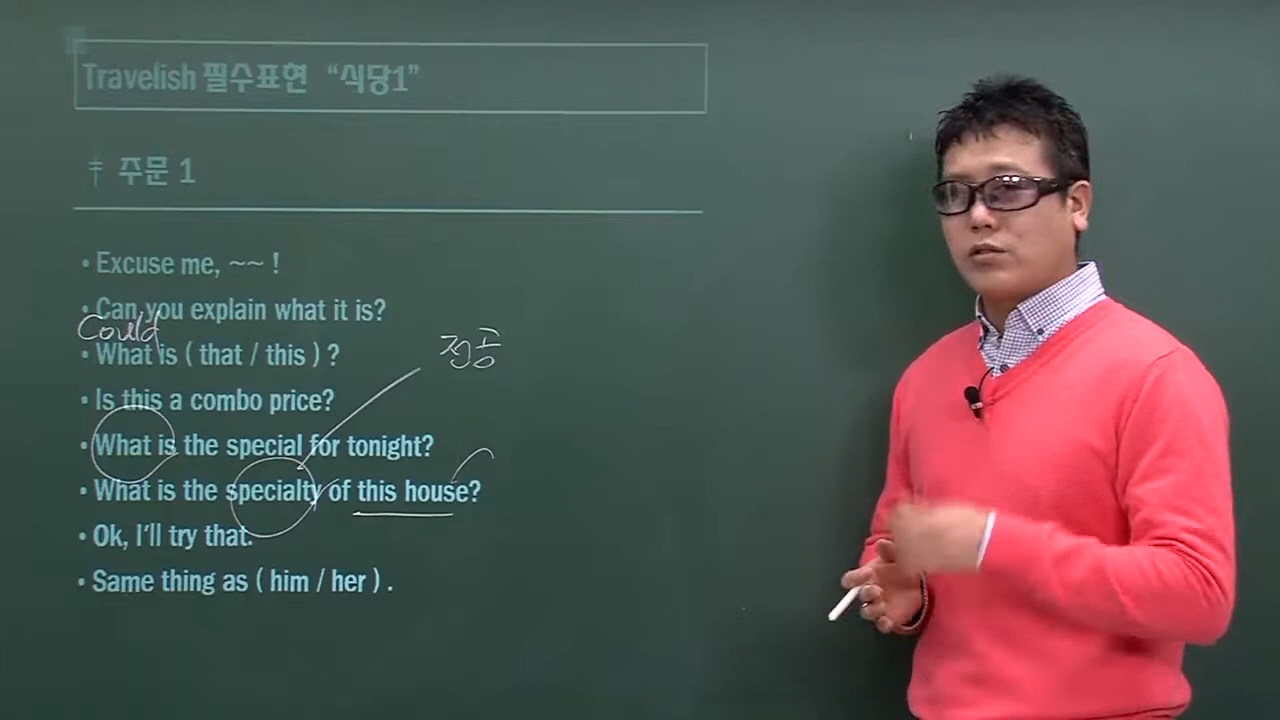 Travelish 필수표현 “식당1”
주문 1
• Excuse me, ~~ !
• Can you explain what it is?
Could
• What is ( that / this ) ?
전공
• Is this a combo price?
• What is the special for tonight?
• What is the specialty of this house?
• Ok, I'll try that.
• Same thing as ( him / her ) .